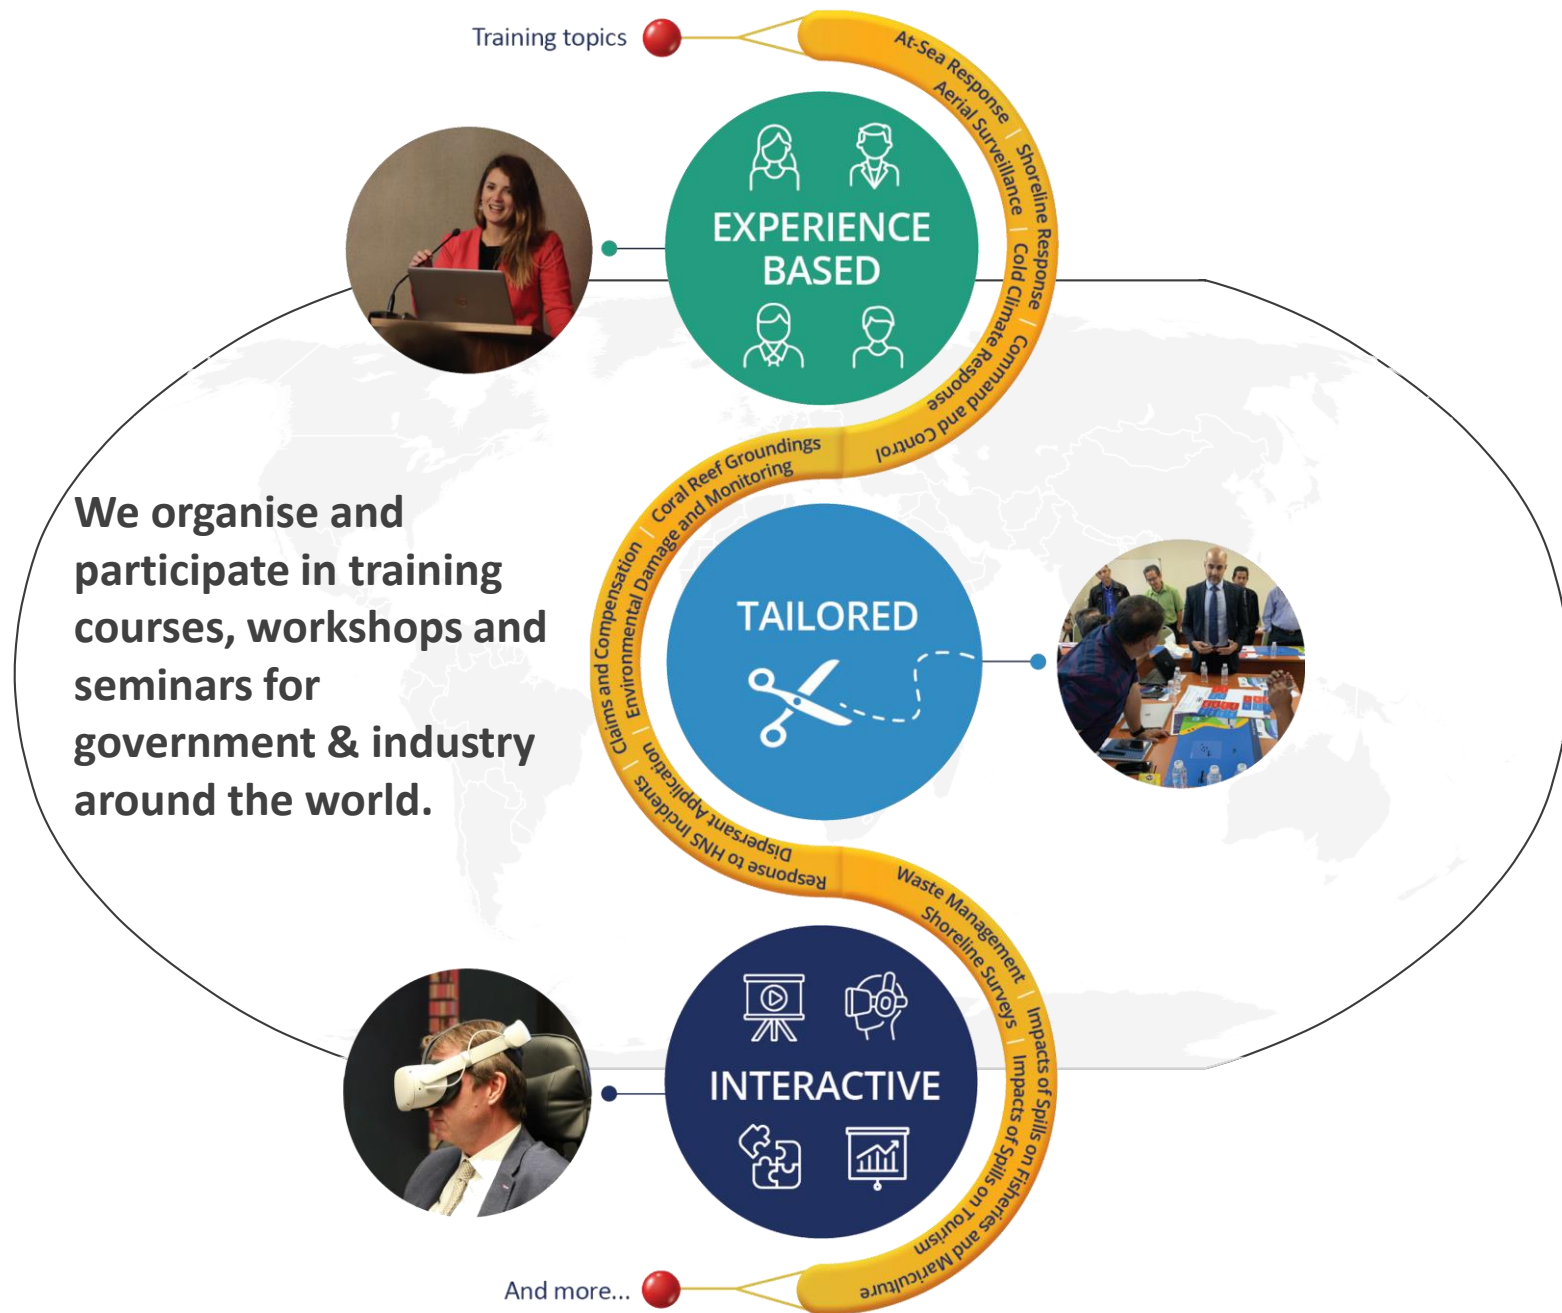 Training topics
At-Sea Response | Shoreline Response | Command and Control
Aerial Surveillance | Cold Climate Response
EXPERIENCE
BASED
Coral Reef Groundings
Environmental Damage and Monitoring
Claims and Compensation |
We organise and
participate in training
courses, workshops and
seminars for
government & industry
around the world.
TAILORED
Response to HNS Incidents |
Dispersant Application |
Waste Management | Impacts of Spills on Fisheries and Mariculture
Shoreline Surveys | Impacts of Spills on Tourism
INTERACTIVE
And more...